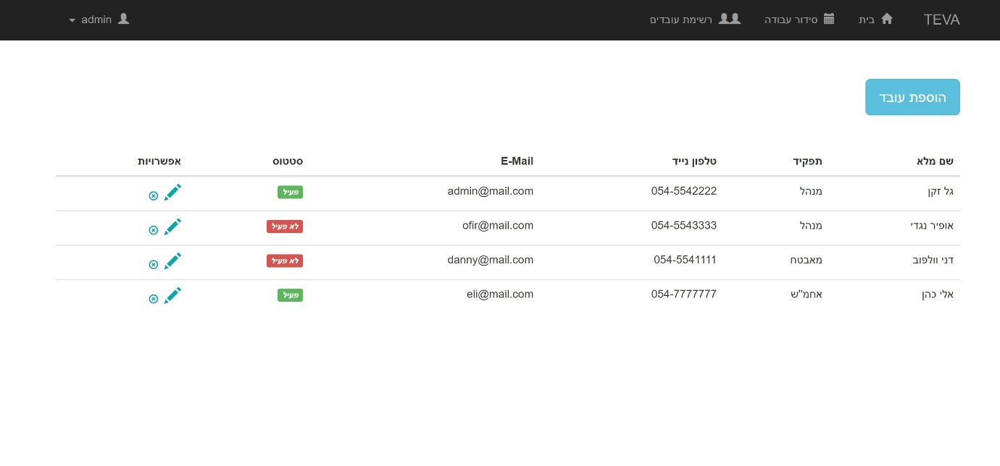 TEVA בית סידור עבודה רשימת עובדים admin
הוספת עובד
שם מלא תפקיד טלפון נייד E-Mail סטטוס אפשרויות
גל זקן מנהל 054-5542222 admin@mail.com פעיל
אופיר נגדי מנהל 054-5543333 ofir@mail.com לא פעיל
דני וולפוב מאבטח 054-5541111 danny@mail.com לא פעיל
אלי כהן אחמ"ש 054-7777777 eli@mail.com פעיל